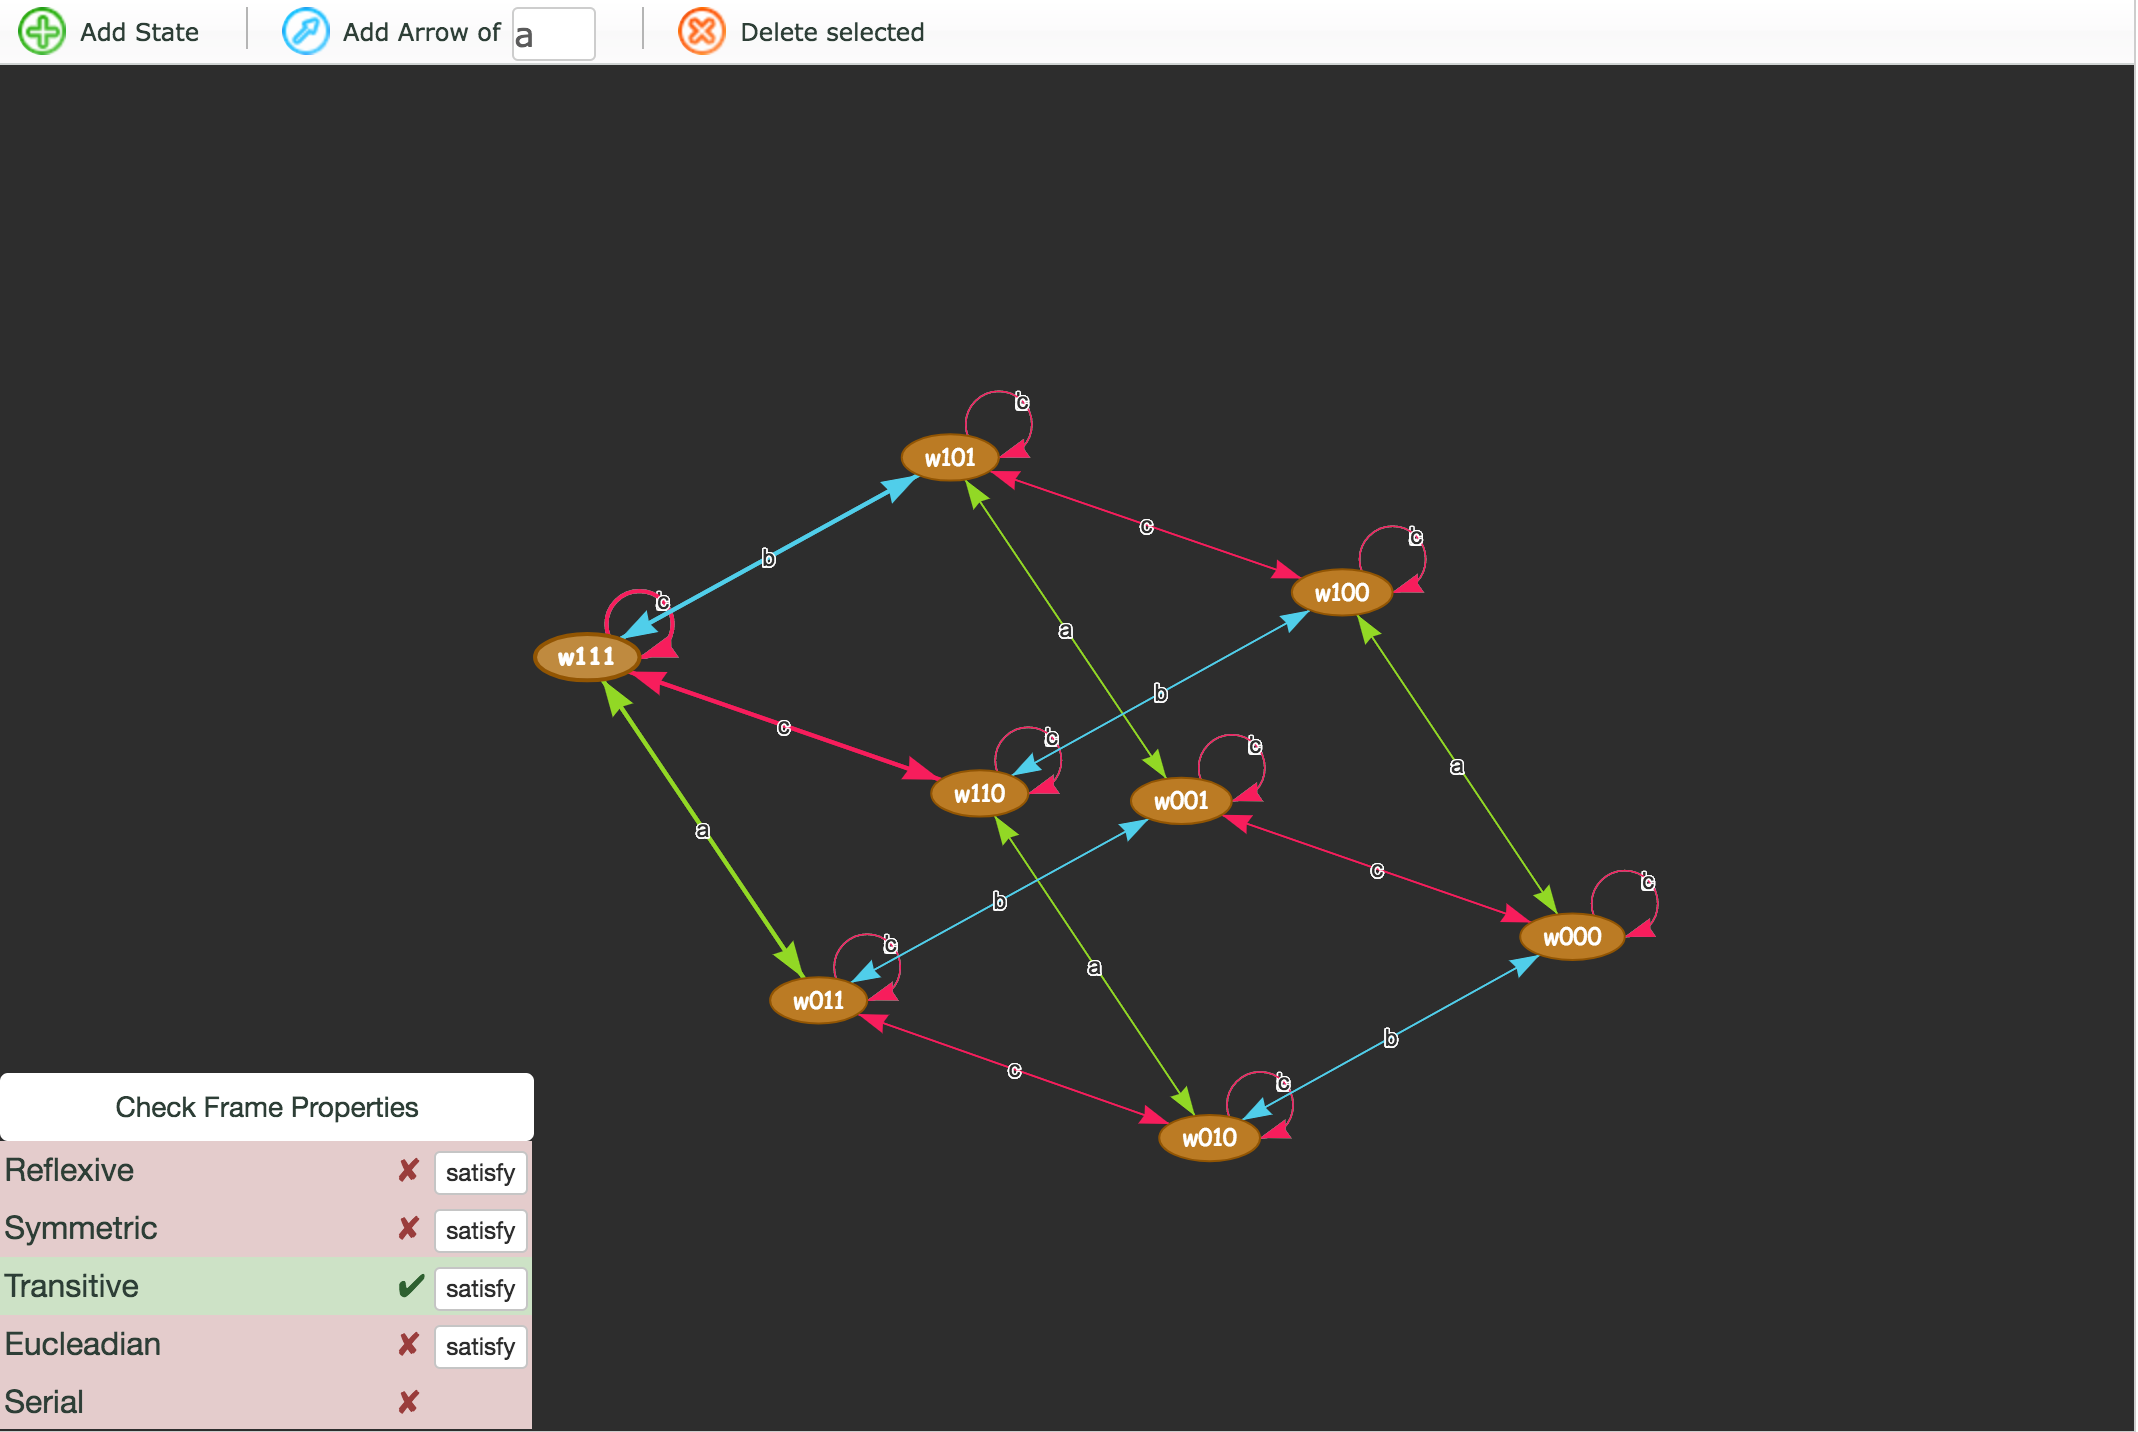 Add State Add Arrow of a Delete selected
c
w101
c
c
w100
b
c
w111
a
b
c
c
w110
c
w001
a
a
c
c
w000
b
c
w011
a
b
c
c
w010
Check Frame Properties
Reflexive ✘ satisfy
Symmetric ✘ satisfy
Transitive ✔ satisfy
Eucleadian ✘ satisfy
Serial ✘